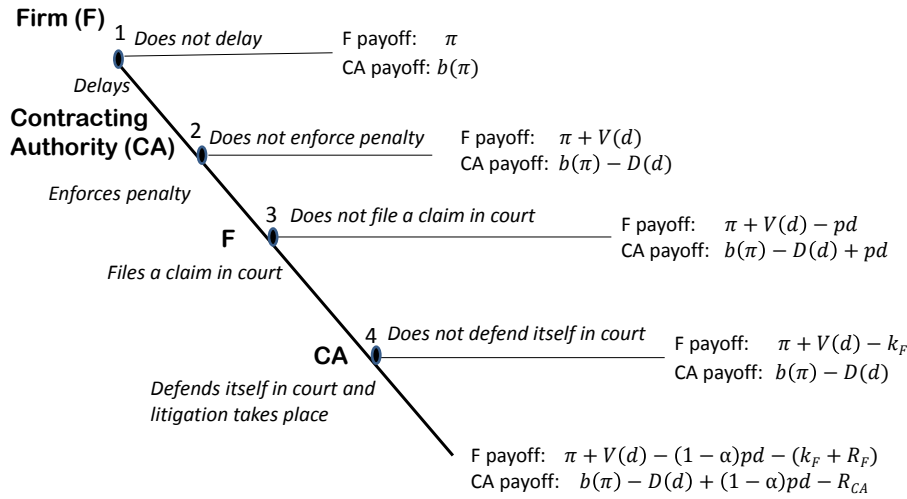 Firm (F)
1 Does not delay
F payoff: π
CA payoff: b(π)
Delays
Contracting
Authority (CA)
2 Does not enforce penalty
F payoff: π + V(d)
CA payoff: b(π) − D(d)
Enforces penalty
3 Does not file a claim in court
F
F payoff: π + V(d) − pd
CA payoff: b(π) − D(d) + pd
Files a claim in court
4 Does not defend itself in court
CA
F payoff: π + V(d) − k_F
CA payoff: b(π) − D(d)
Defends itself in court and
litigation takes place
F payoff: π + V(d) − (1 − α)pd − (k_F + R_F)
CA payoff: b(π) − D(d) + (1 − α)pd − R_CA